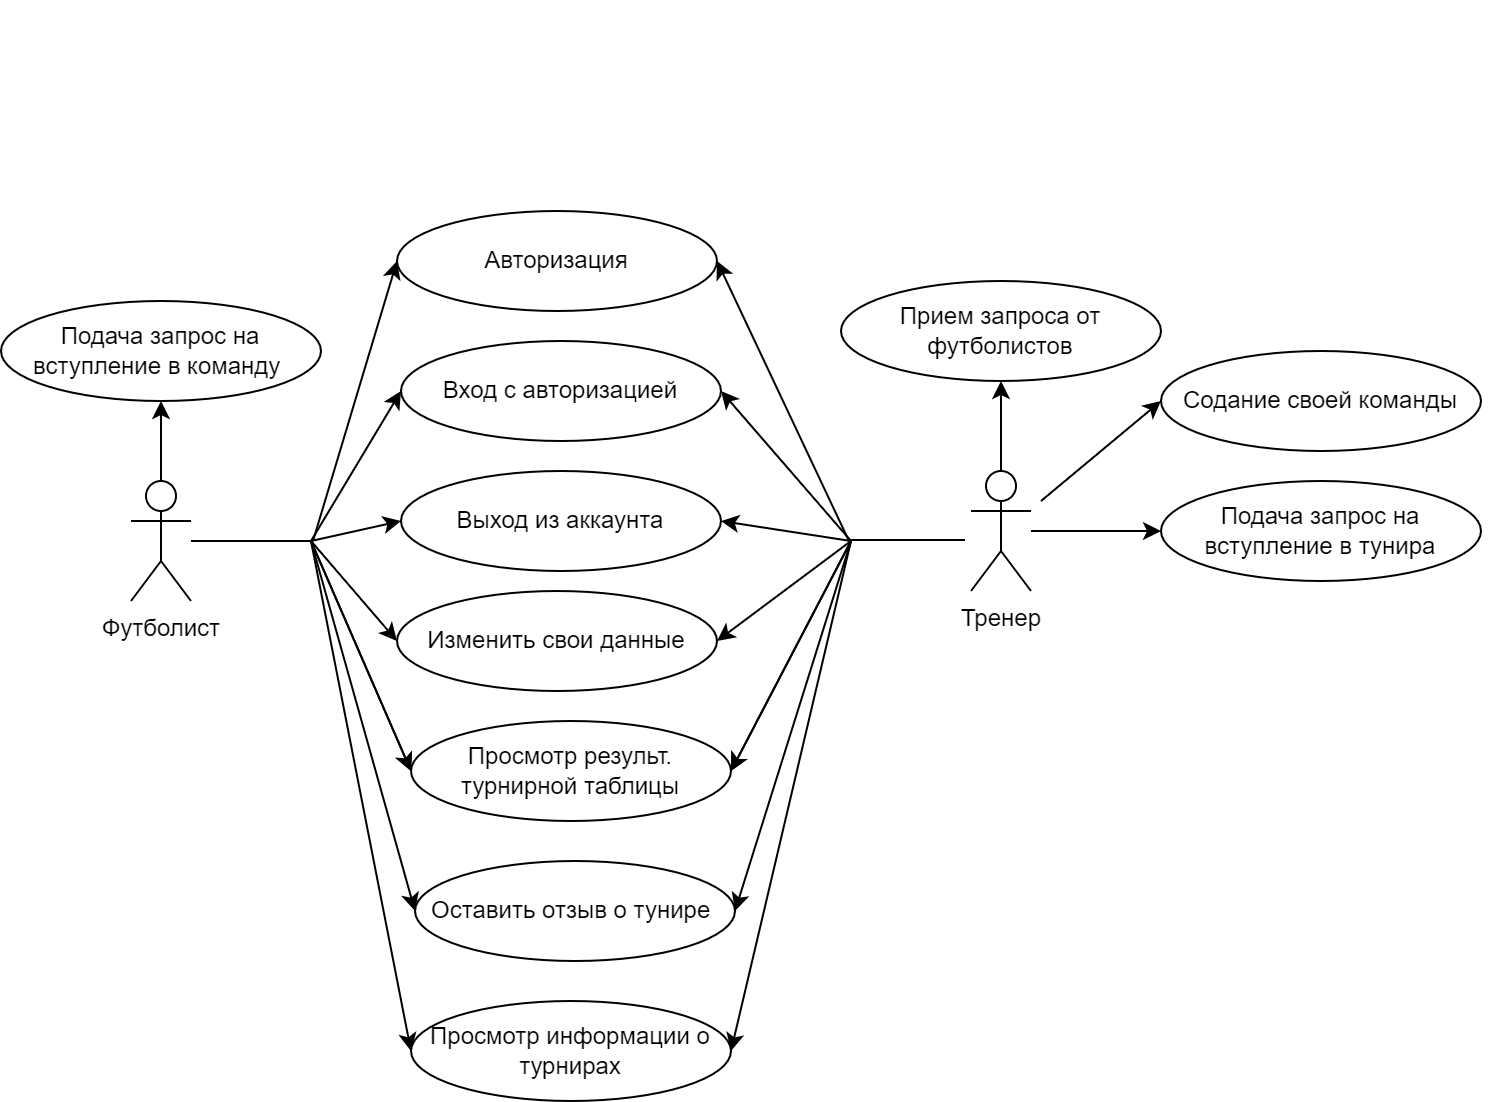 Авторизация
Подача запрос на
вступление в команду
Вход с авторизацией
Прием запроса от
футболистов
Содание своей команды
Выход из аккаунта
Подача запрос на
вступление в тунира
Футболист
Тренер
Изменить свои данные
Просмотр результ.
турнирной таблицы
Оставить отзыв о тунире
Просмотр информации о
турнирах